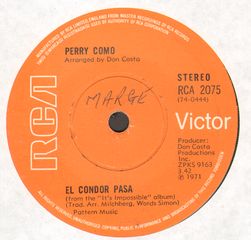 PERRY COMO
Arranged by Don Costa
STEREO
RCA 2075
(74-0444)
MARGE
RCA
Victor
Producer:
Don Costa
Productions
Inc.
ZPKS 9163
3.42
℗ 1971
EL CONDOR PASA
(from the "It's Impossible" album)
(Trad. Arr. Milchberg, Words Simon)
Pattern Music